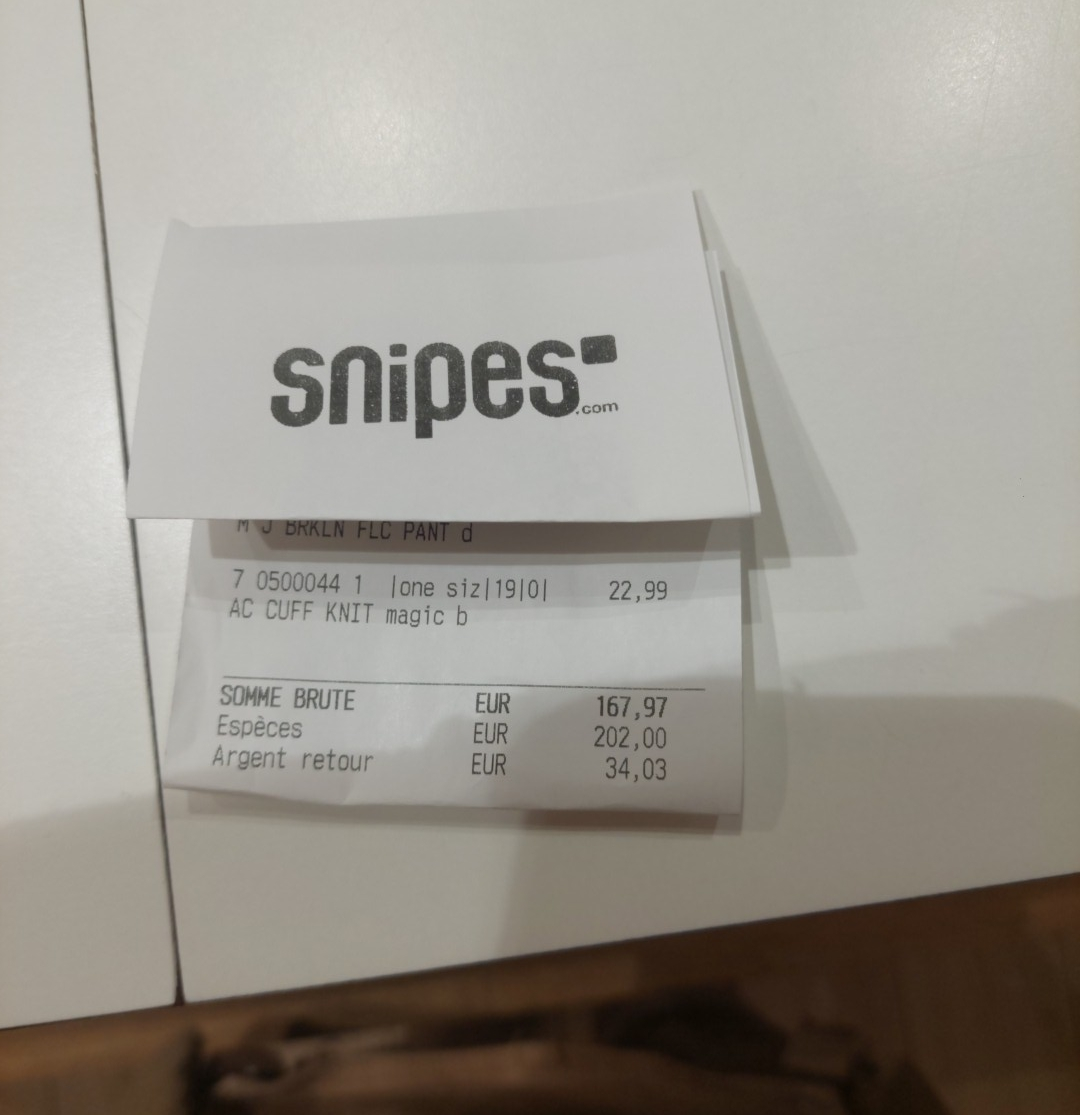 snipes
.com
M J BRKLN FLC PANT d
7 0500044 1 |one siz|19|0| 22,99
AC CUFF KNIT magic b
SOMME BRUTE EUR 167,97
Espèces EUR 202,00
Argent retour EUR 34,03